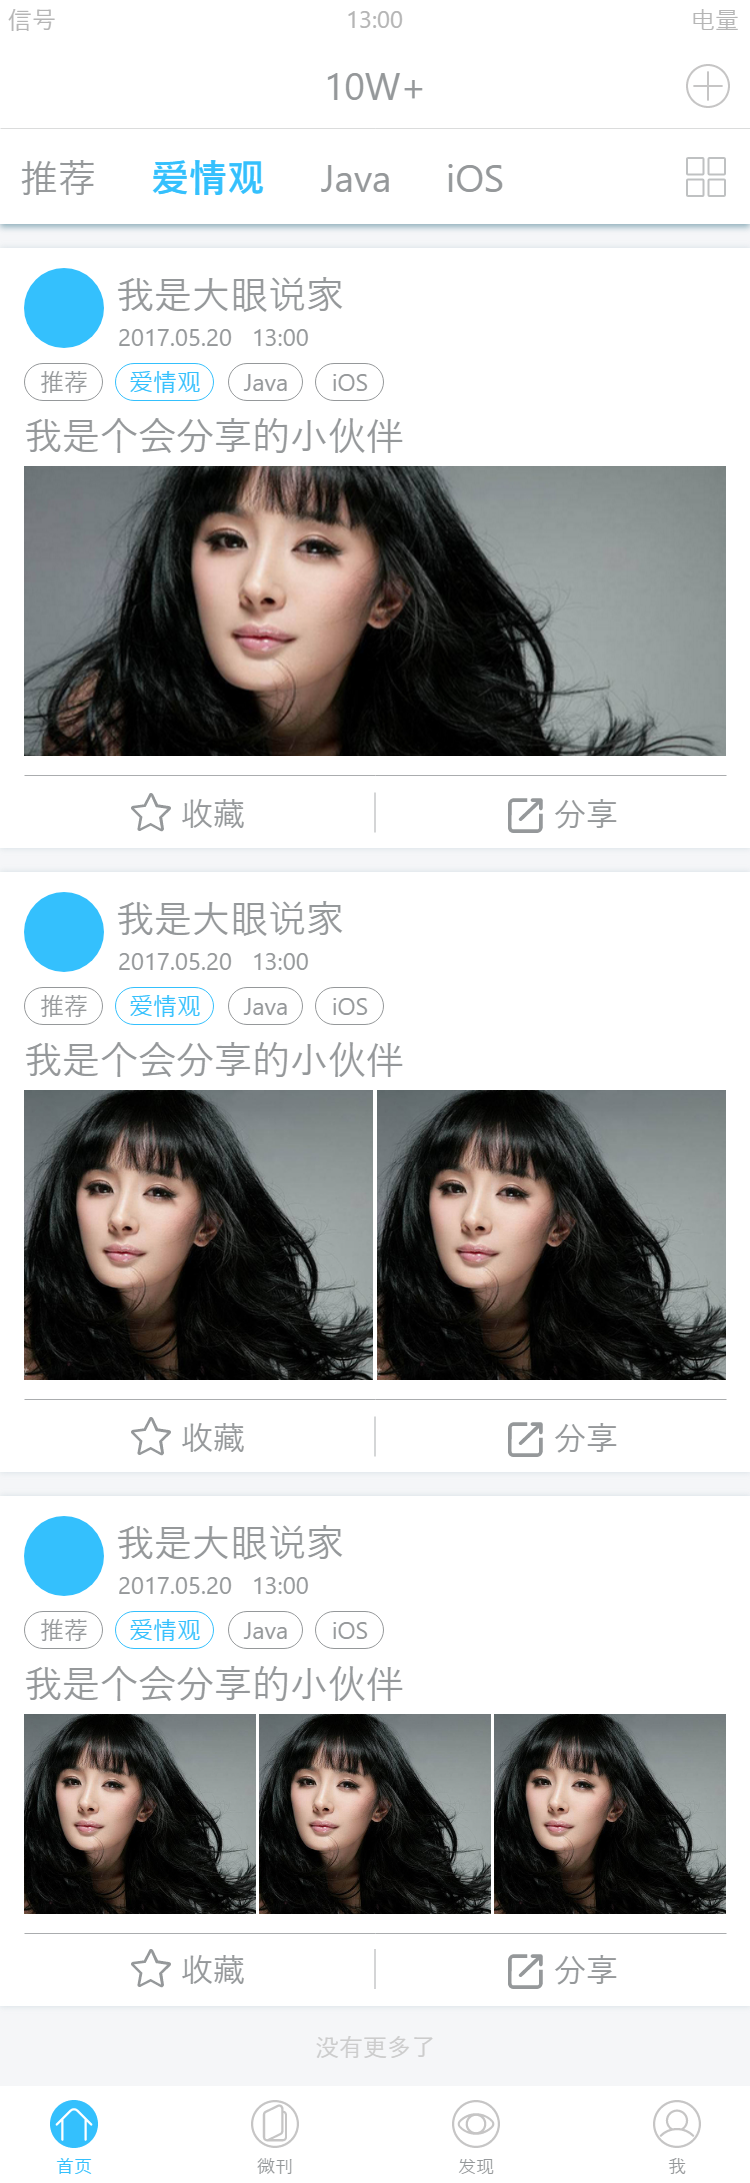 信号 13:00 电量
10W+
推荐 爱情观 Java iOS
我是大眼说家
2017.05.20 13:00
推荐 爱情观 Java iOS
我是个会分享的小伙伴
收藏 分享
我是大眼说家
2017.05.20 13:00
推荐 爱情观 Java iOS
我是个会分享的小伙伴
收藏 分享
我是大眼说家
2017.05.20 13:00
推荐 爱情观 Java iOS
我是个会分享的小伙伴
收藏 分享
没有更多了
首页 微刊 发现 我